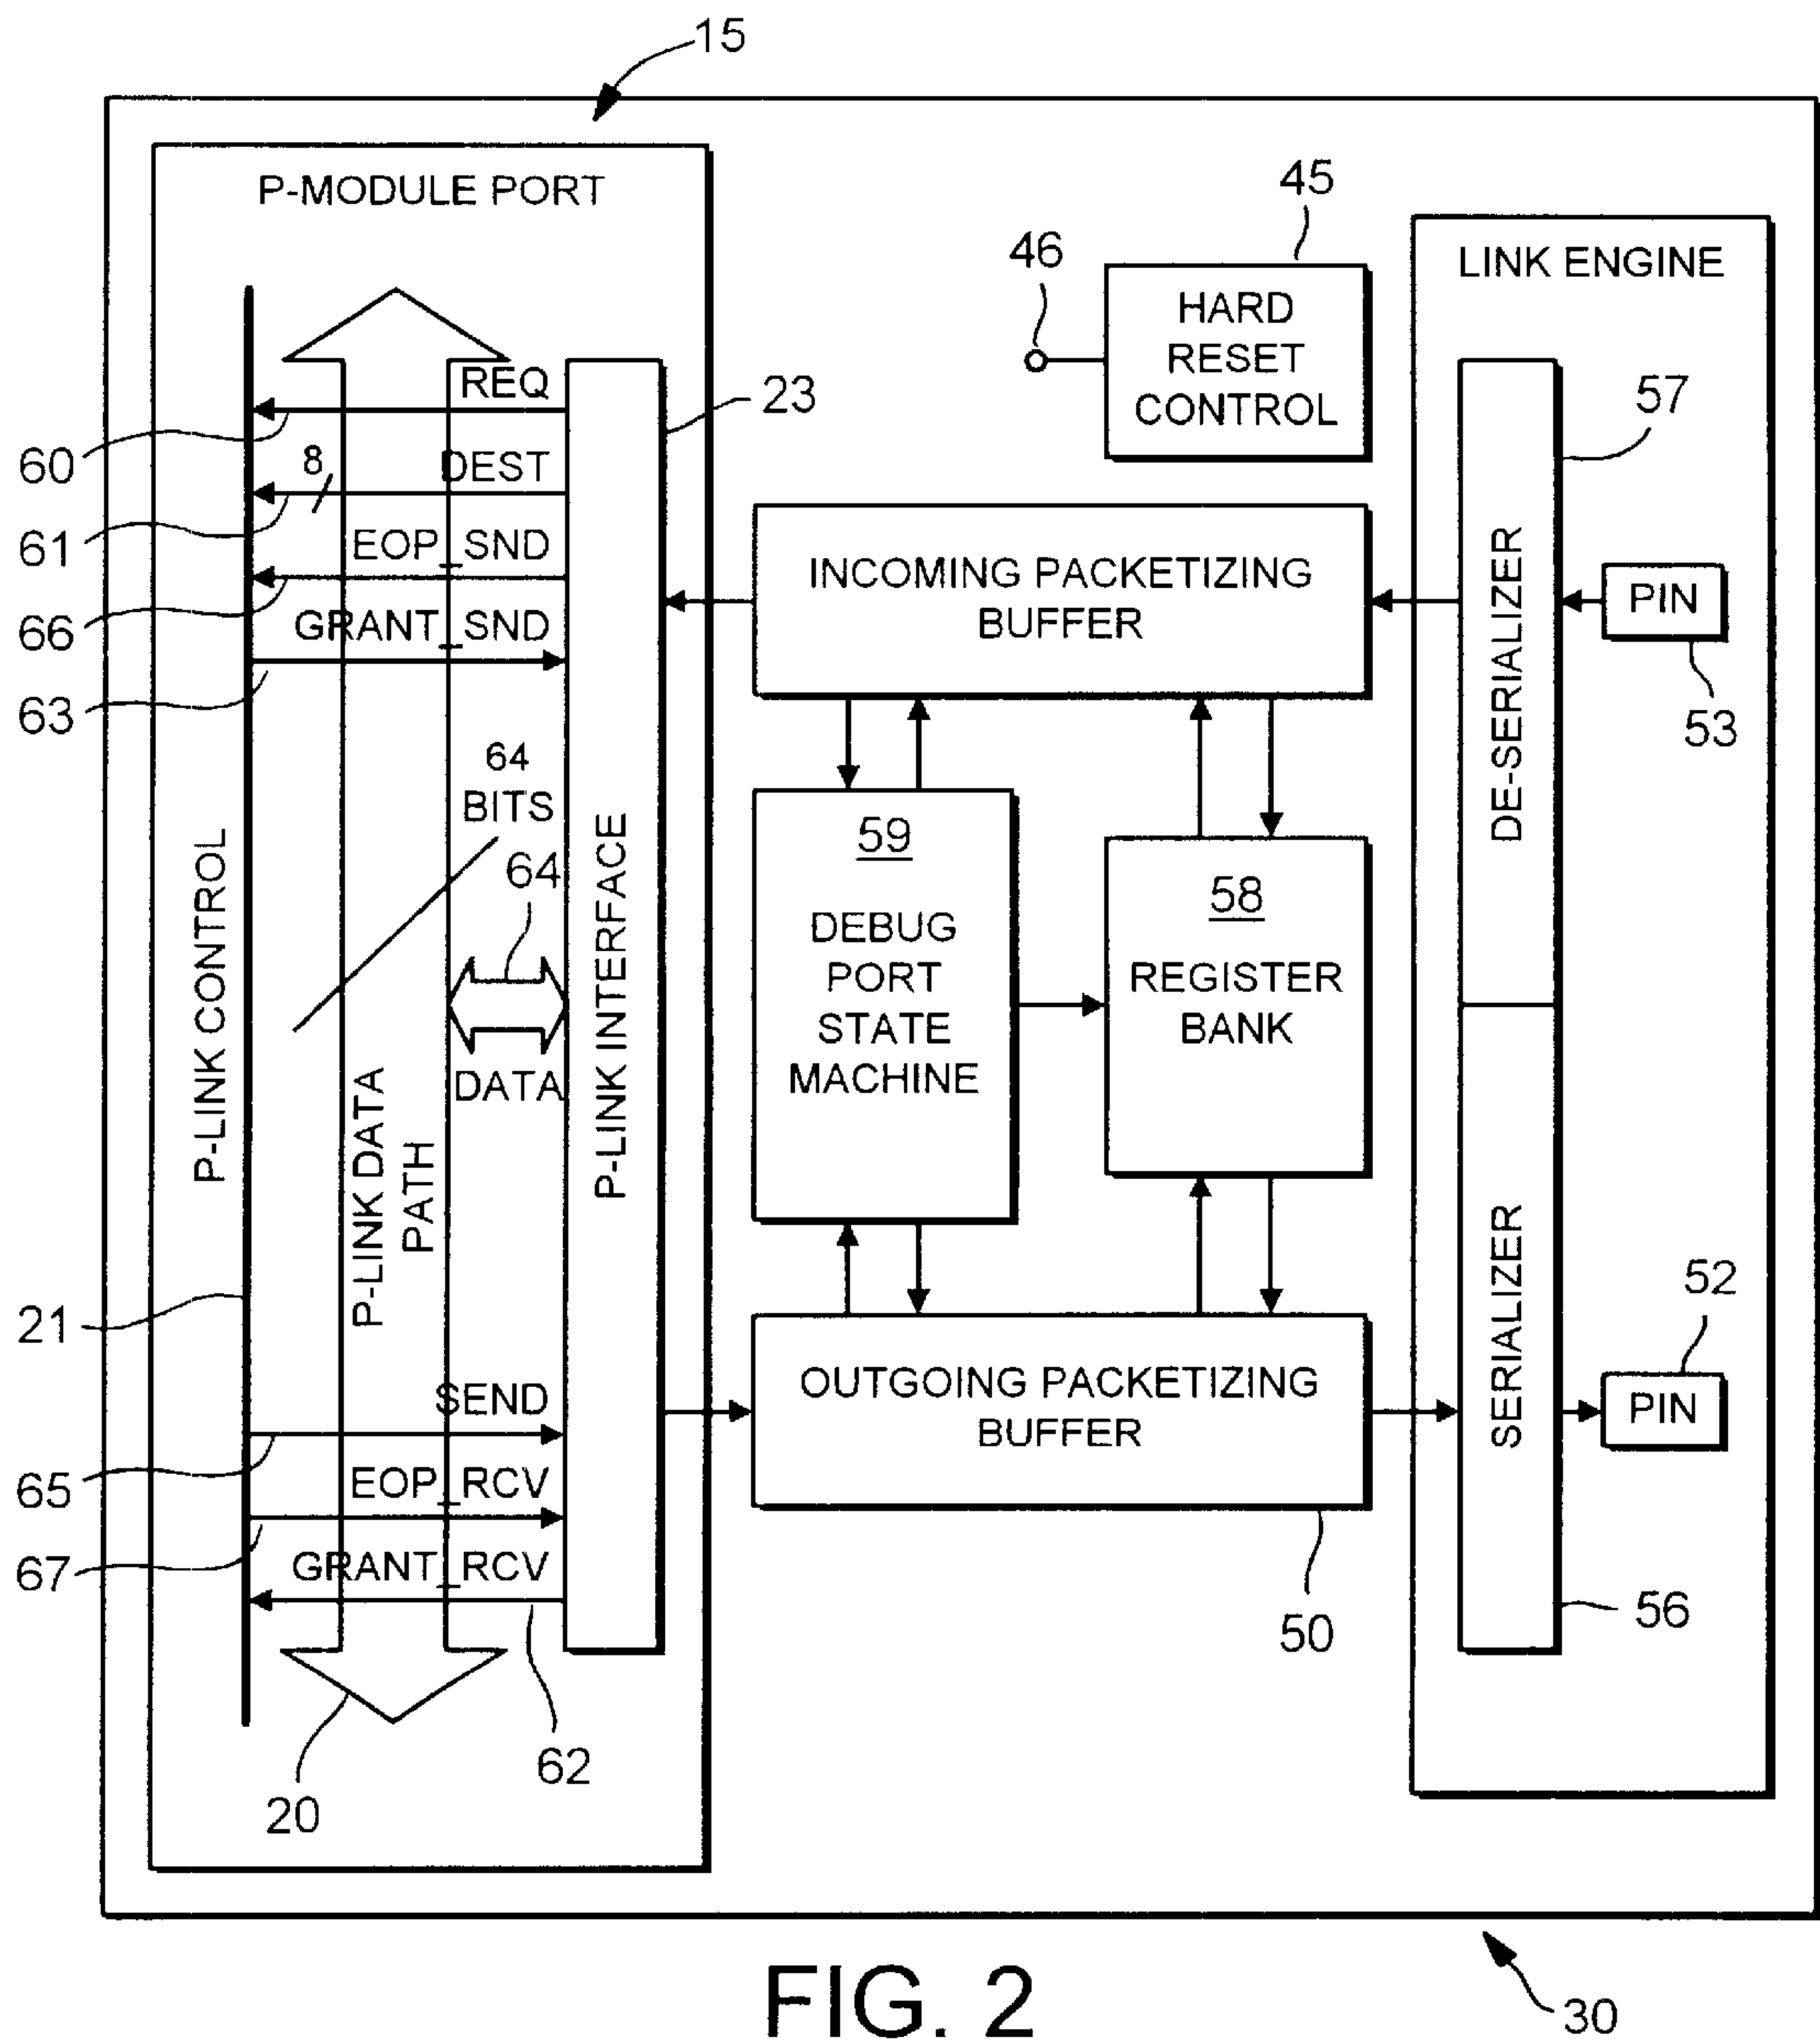 15
P-MODULE PORT
45
46
HARD
RESET
CONTROL
LINK ENGINE
REQ
60
23
57
8
DEST
61
EOP_SND
66
GRANT_SND
63
INCOMING PACKETIZING
BUFFER
DE-SERIALIZER
PIN
53
64
BITS
64
P-LINK CONTROL
P-LINK DATA
PATH
DATA
P-LINK INTERFACE
59
DEBUG
PORT
STATE
MACHINE
58
REGISTER
BANK
21
SEND
65
EOP_RCV
67
GRANT_RCV
62
20
OUTGOING PACKETIZING
BUFFER
50
SERIALIZER
52
PIN
56
FIG. 2
30